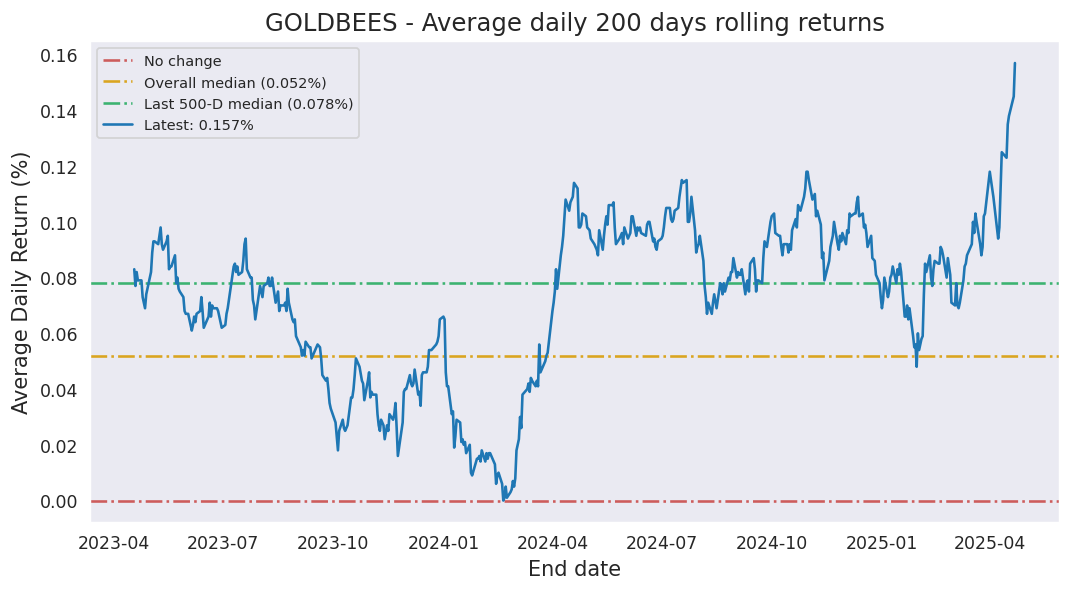 GOLDBEES - Average daily 200 days rolling returns
No change
Overall median (0.052%)
Last 500-D median (0.078%)
Latest: 0.157%
Average Daily Return (%)
0.16
0.14
0.12
0.10
0.08
0.06
0.04
0.02
0.00
2023-04 2023-07 2023-10 2024-01 2024-04 2024-07 2024-10 2025-01 2025-04
End date